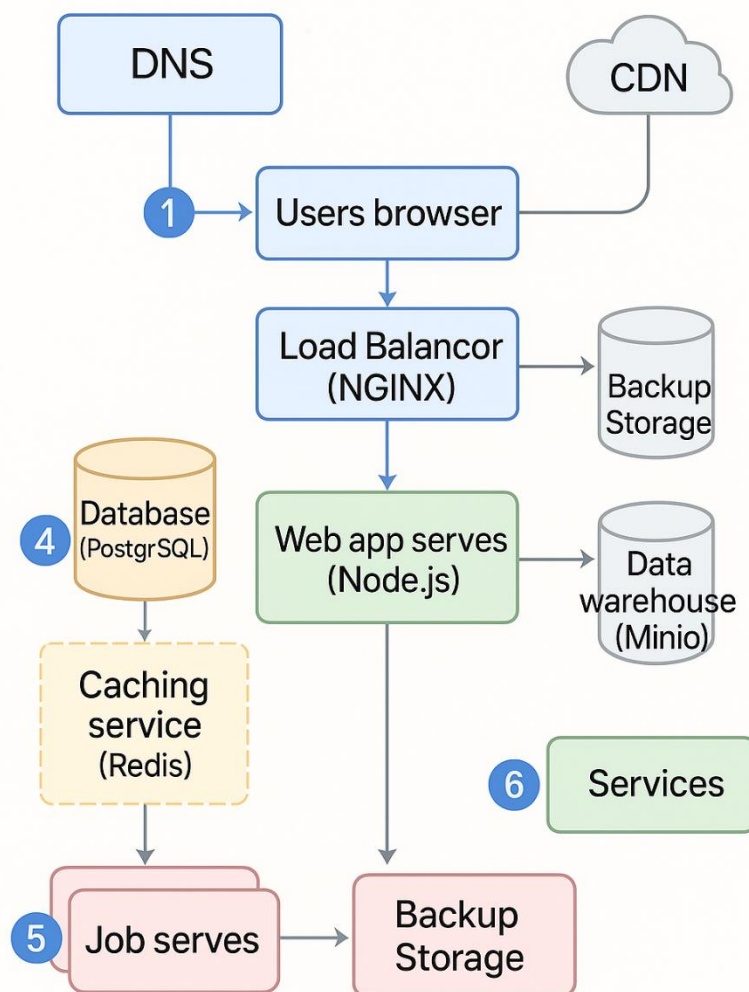 DNS
CDN
1
Users browser
Load Balancor
(NGINX)
Backup
Storage
4
Database
(PostgrSQL)
Web app serves
(Node.js)
Data
warehouse
(Minio)
Caching
service
(Redis)
6
Services
5
Job serves
Backup
Storage